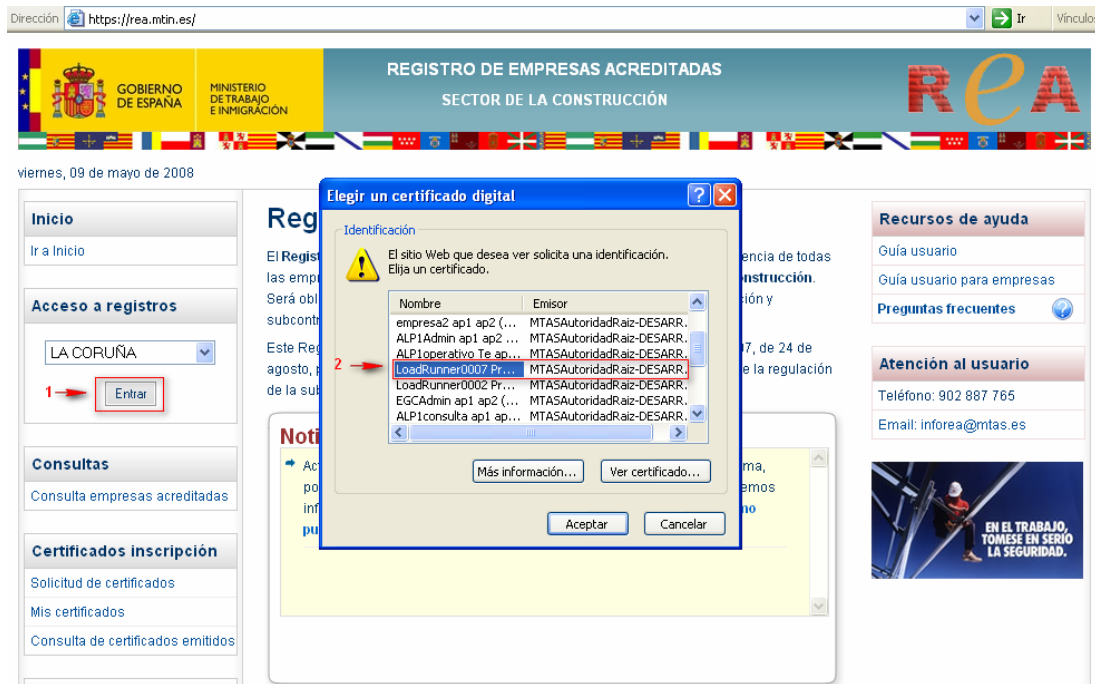 Dirección https://rea.mtin.es/ Ir Vínculos
GOBIERNO
DE ESPAÑA
MINISTERIO
DE TRABAJO
E INMIGRACIÓN
REGISTRO DE EMPRESAS ACREDITADAS
SECTOR DE LA CONSTRUCCIÓN
ReA
viernes, 09 de mayo de 2008
Inicio
Ir a Inicio
Acceso a registros
LA CORUÑA
1
Entrar
Consultas
Consulta empresas acreditadas
Certificados inscripción
Solicitud de certificados
Mis certificados
Consulta de certificados emitidos
Reg
El Regist
encia de todas
las empr
nstrucción.
Será obl
ión y
subcontr
Este Reg
7, de 24 de
agosto, p
e la regulación
de la sub
Noti
Ac
ma,
po
emos
inf
no
pu
Elegir un certificado digital
Identificación
El sitio Web que desea ver solicita una identificación.
Elija un certificado.
Nombre Emisor
empresa2 ap1 ap2 (... MTASAutoridadRaiz-DESARR.
ALP1Admin ap1 ap2 ... MTASAutoridadRaiz-DESARR.
ALP1operativo Te ap... MTASAutoridadRaiz-DESARR.
2
LoadRunner0007 Pr... MTASAutoridadRaiz-DESARR.
LoadRunner0002 Pr... MTASAutoridadRaiz-DESARR.
EGCAdmin ap1 ap2 (... MTASAutoridadRaiz-DESARR.
ALP1consulta ap1 ap... MTASAutoridadRaiz-DESARR.
Más información... Ver certificado...
Aceptar Cancelar
Recursos de ayuda
Guía usuario
Guía usuario para empresas
Preguntas frecuentes
Atención al usuario
Teléfono: 902 887 765
Email: inforea@mtas.es
EN EL TRABAJO,
TOMESE EN SERIO
LA SEGURIDAD.